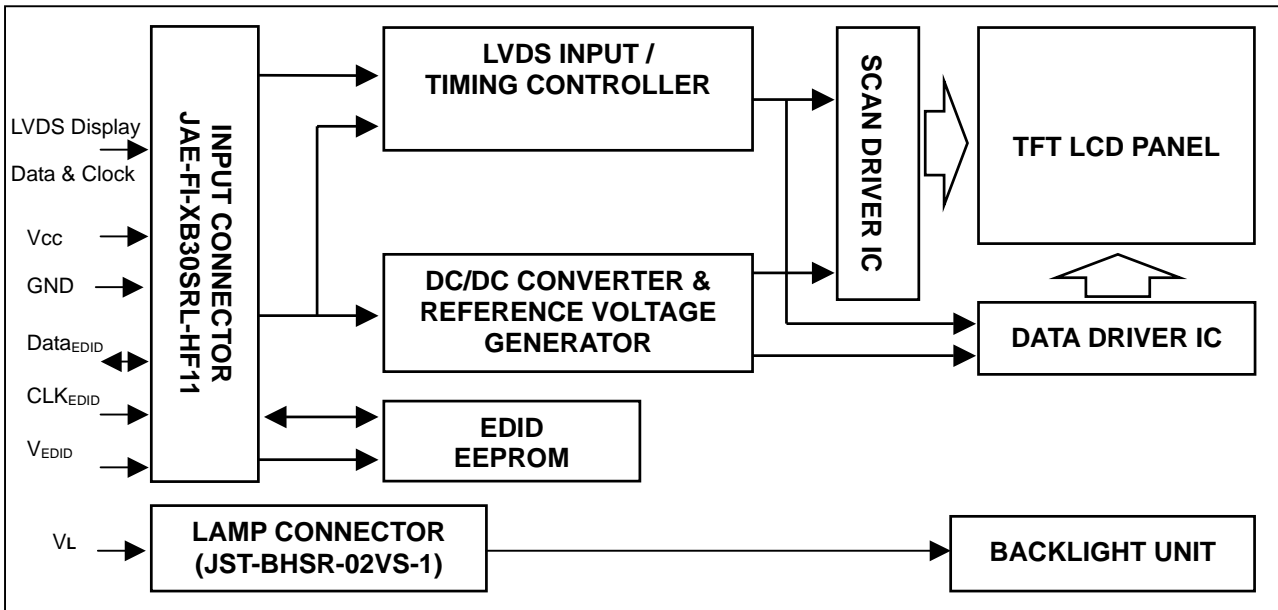 LVDS Display
Data & Clock
Vcc
GND
DataEDID
CLKEDID
VEDID
VL
INPUT CONNECTOR
JAE-FI-XB30SRL-HF11
LVDS INPUT /
TIMING CONTROLLER
DC/DC CONVERTER &
REFERENCE VOLTAGE
GENERATOR
EDID
EEPROM
LAMP CONNECTOR
(JST-BHSR-02VS-1)
SCAN DRIVER IC
TFT LCD PANEL
DATA DRIVER IC
BACKLIGHT UNIT